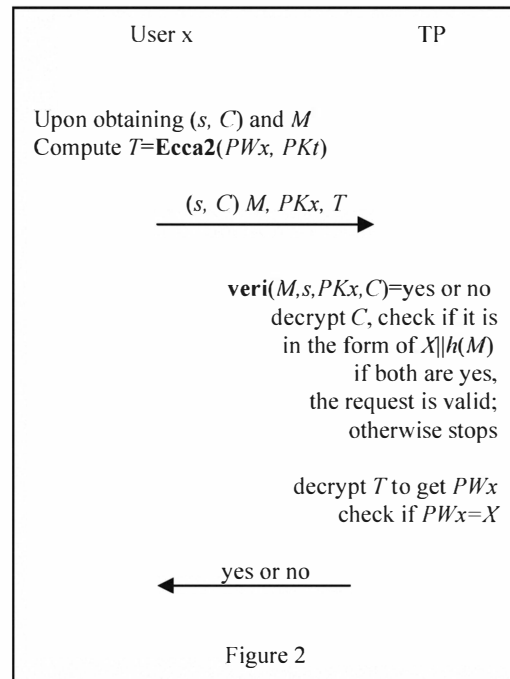 User x TP
Upon obtaining (s, C) and M
Compute T=Ecca2(PWx, PKt)
(s, C) M, PKx, T
veri(M,s,PKx,C)=yes or no
decrypt C, check if it is
in the form of X||h(M)
if both are yes,
the request is valid;
otherwise stops
decrypt T to get PWx
check if PWx=X
yes or no
Figure 2